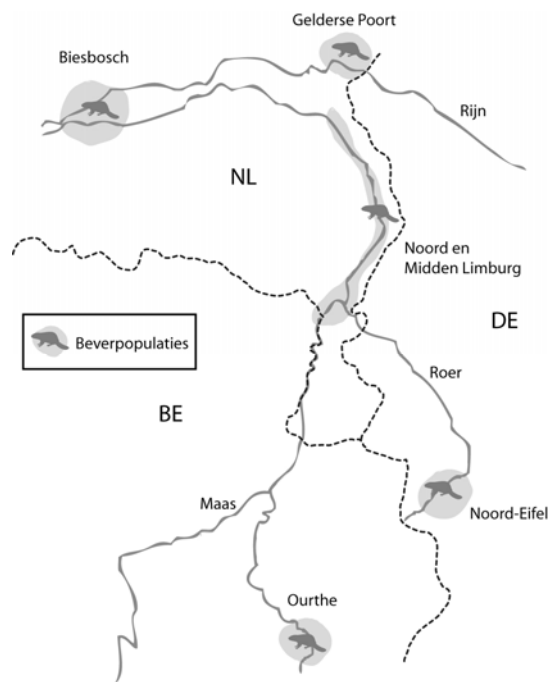 Gelderse Poort
Biesbosch
Rijn
NL
Noord en
Midden Limburg
DE
Beverpopulaties
Roer
BE
Maas
Noord-Eifel
Ourthe